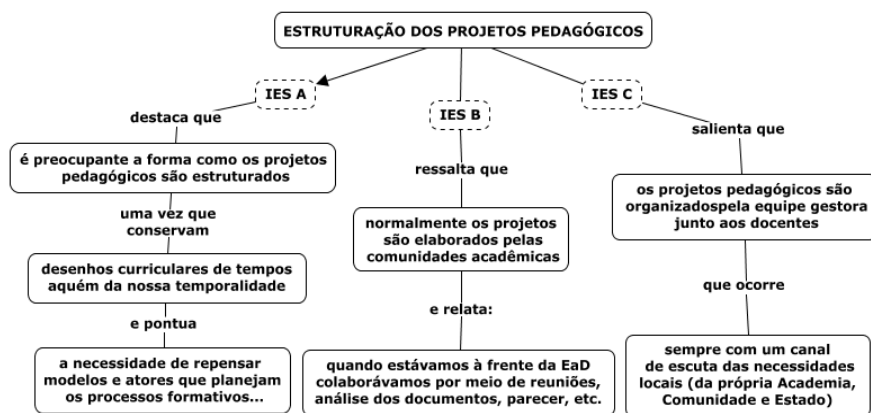 ESTRUTURAÇÃO DOS PROJETOS PEDAGÓGICOS
IES A
destaca que
é preocupante a forma como os projetos
pedagógicos são estruturados
uma vez que
conservam
desenhos curriculares de tempos
aquém da nossa temporalidade
e pontua
a necessidade de repensar
modelos e atores que planejam
os processos formativos...
IES B
ressalta que
normalmente os projetos
são elaborados pelas
comunidades acadêmicas
e relata:
quando estávamos à frente da EaD
colaborávamos por meio de reuniões,
análise dos documentos, parecer, etc.
IES C
salienta que
os projetos pedagógicos são
organizadospela equipe gestora
junto aos docentes
que ocorre
sempre com um canal
de escuta das necessidades
locais (da própria Academia,
Comunidade e Estado)